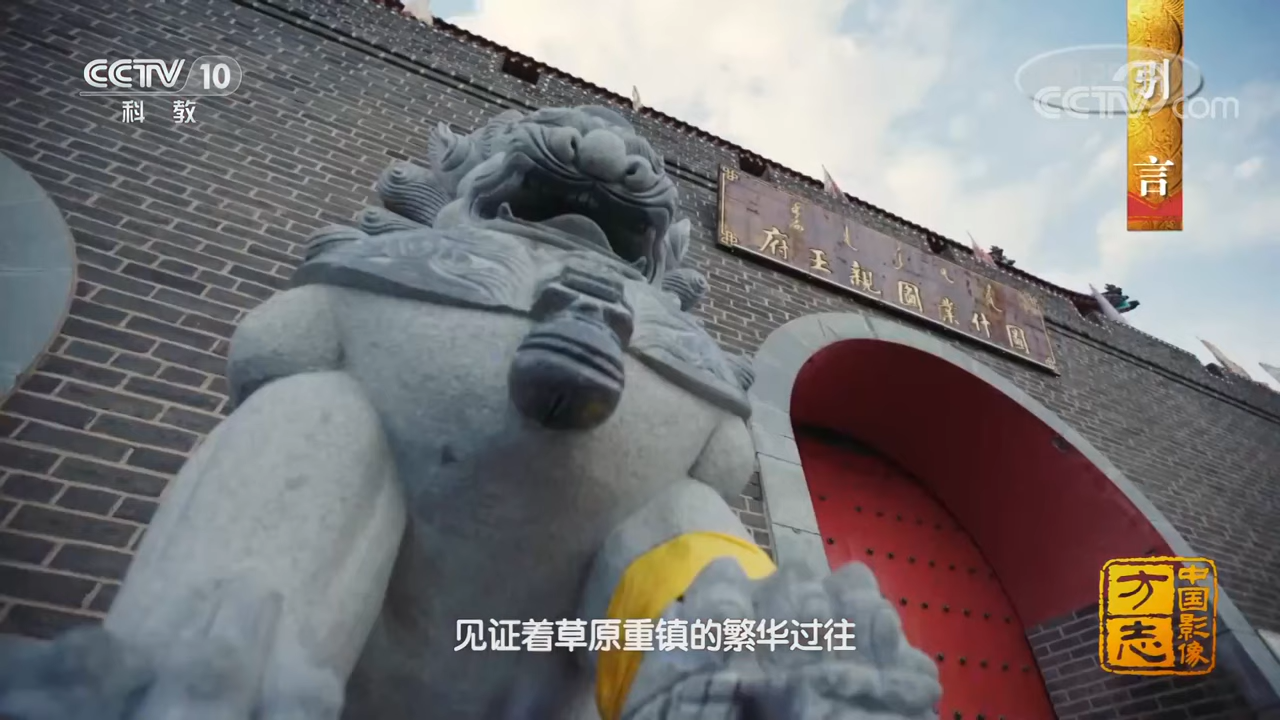 CCTV 10
科教
CCTV.com
别言
圖什業圖親王府
见证着草原重镇的繁华过往
中国影像
方志